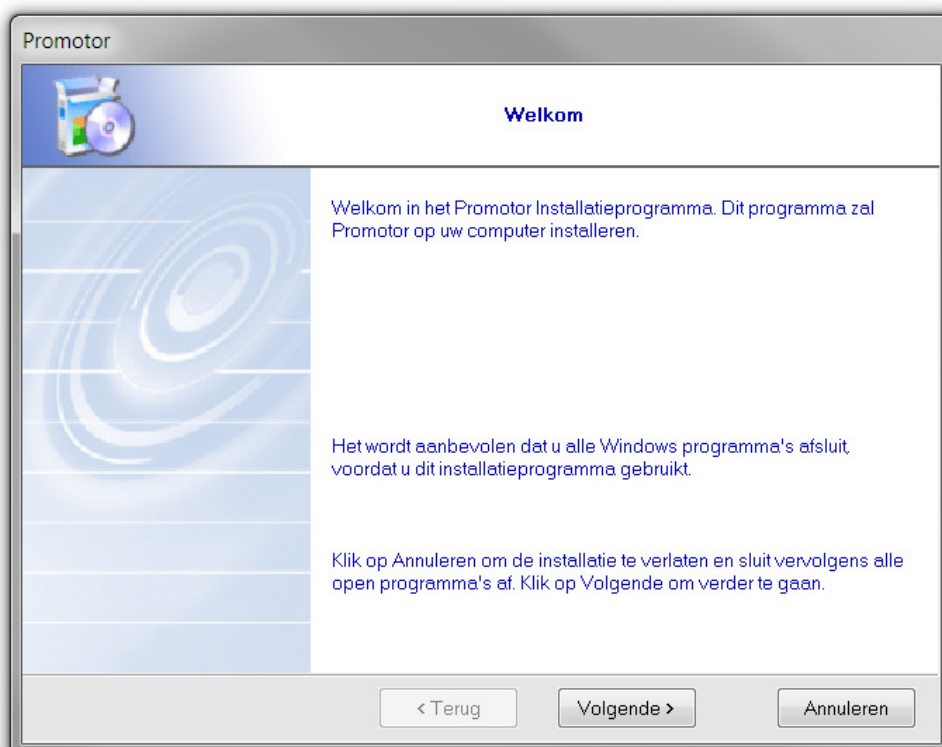 Promotor
Welkom
Welkom in het Promotor Installatieprogramma. Dit programma zal
Promotor op uw computer installeren.
Het wordt aanbevolen dat u alle Windows programma's afsluit,
voordat u dit installatieprogramma gebruikt.
Klik op Annuleren om de installatie te verlaten en sluit vervolgens alle
open programma's af. Klik op Volgende om verder te gaan.
< Terug
Volgende >
Annuleren